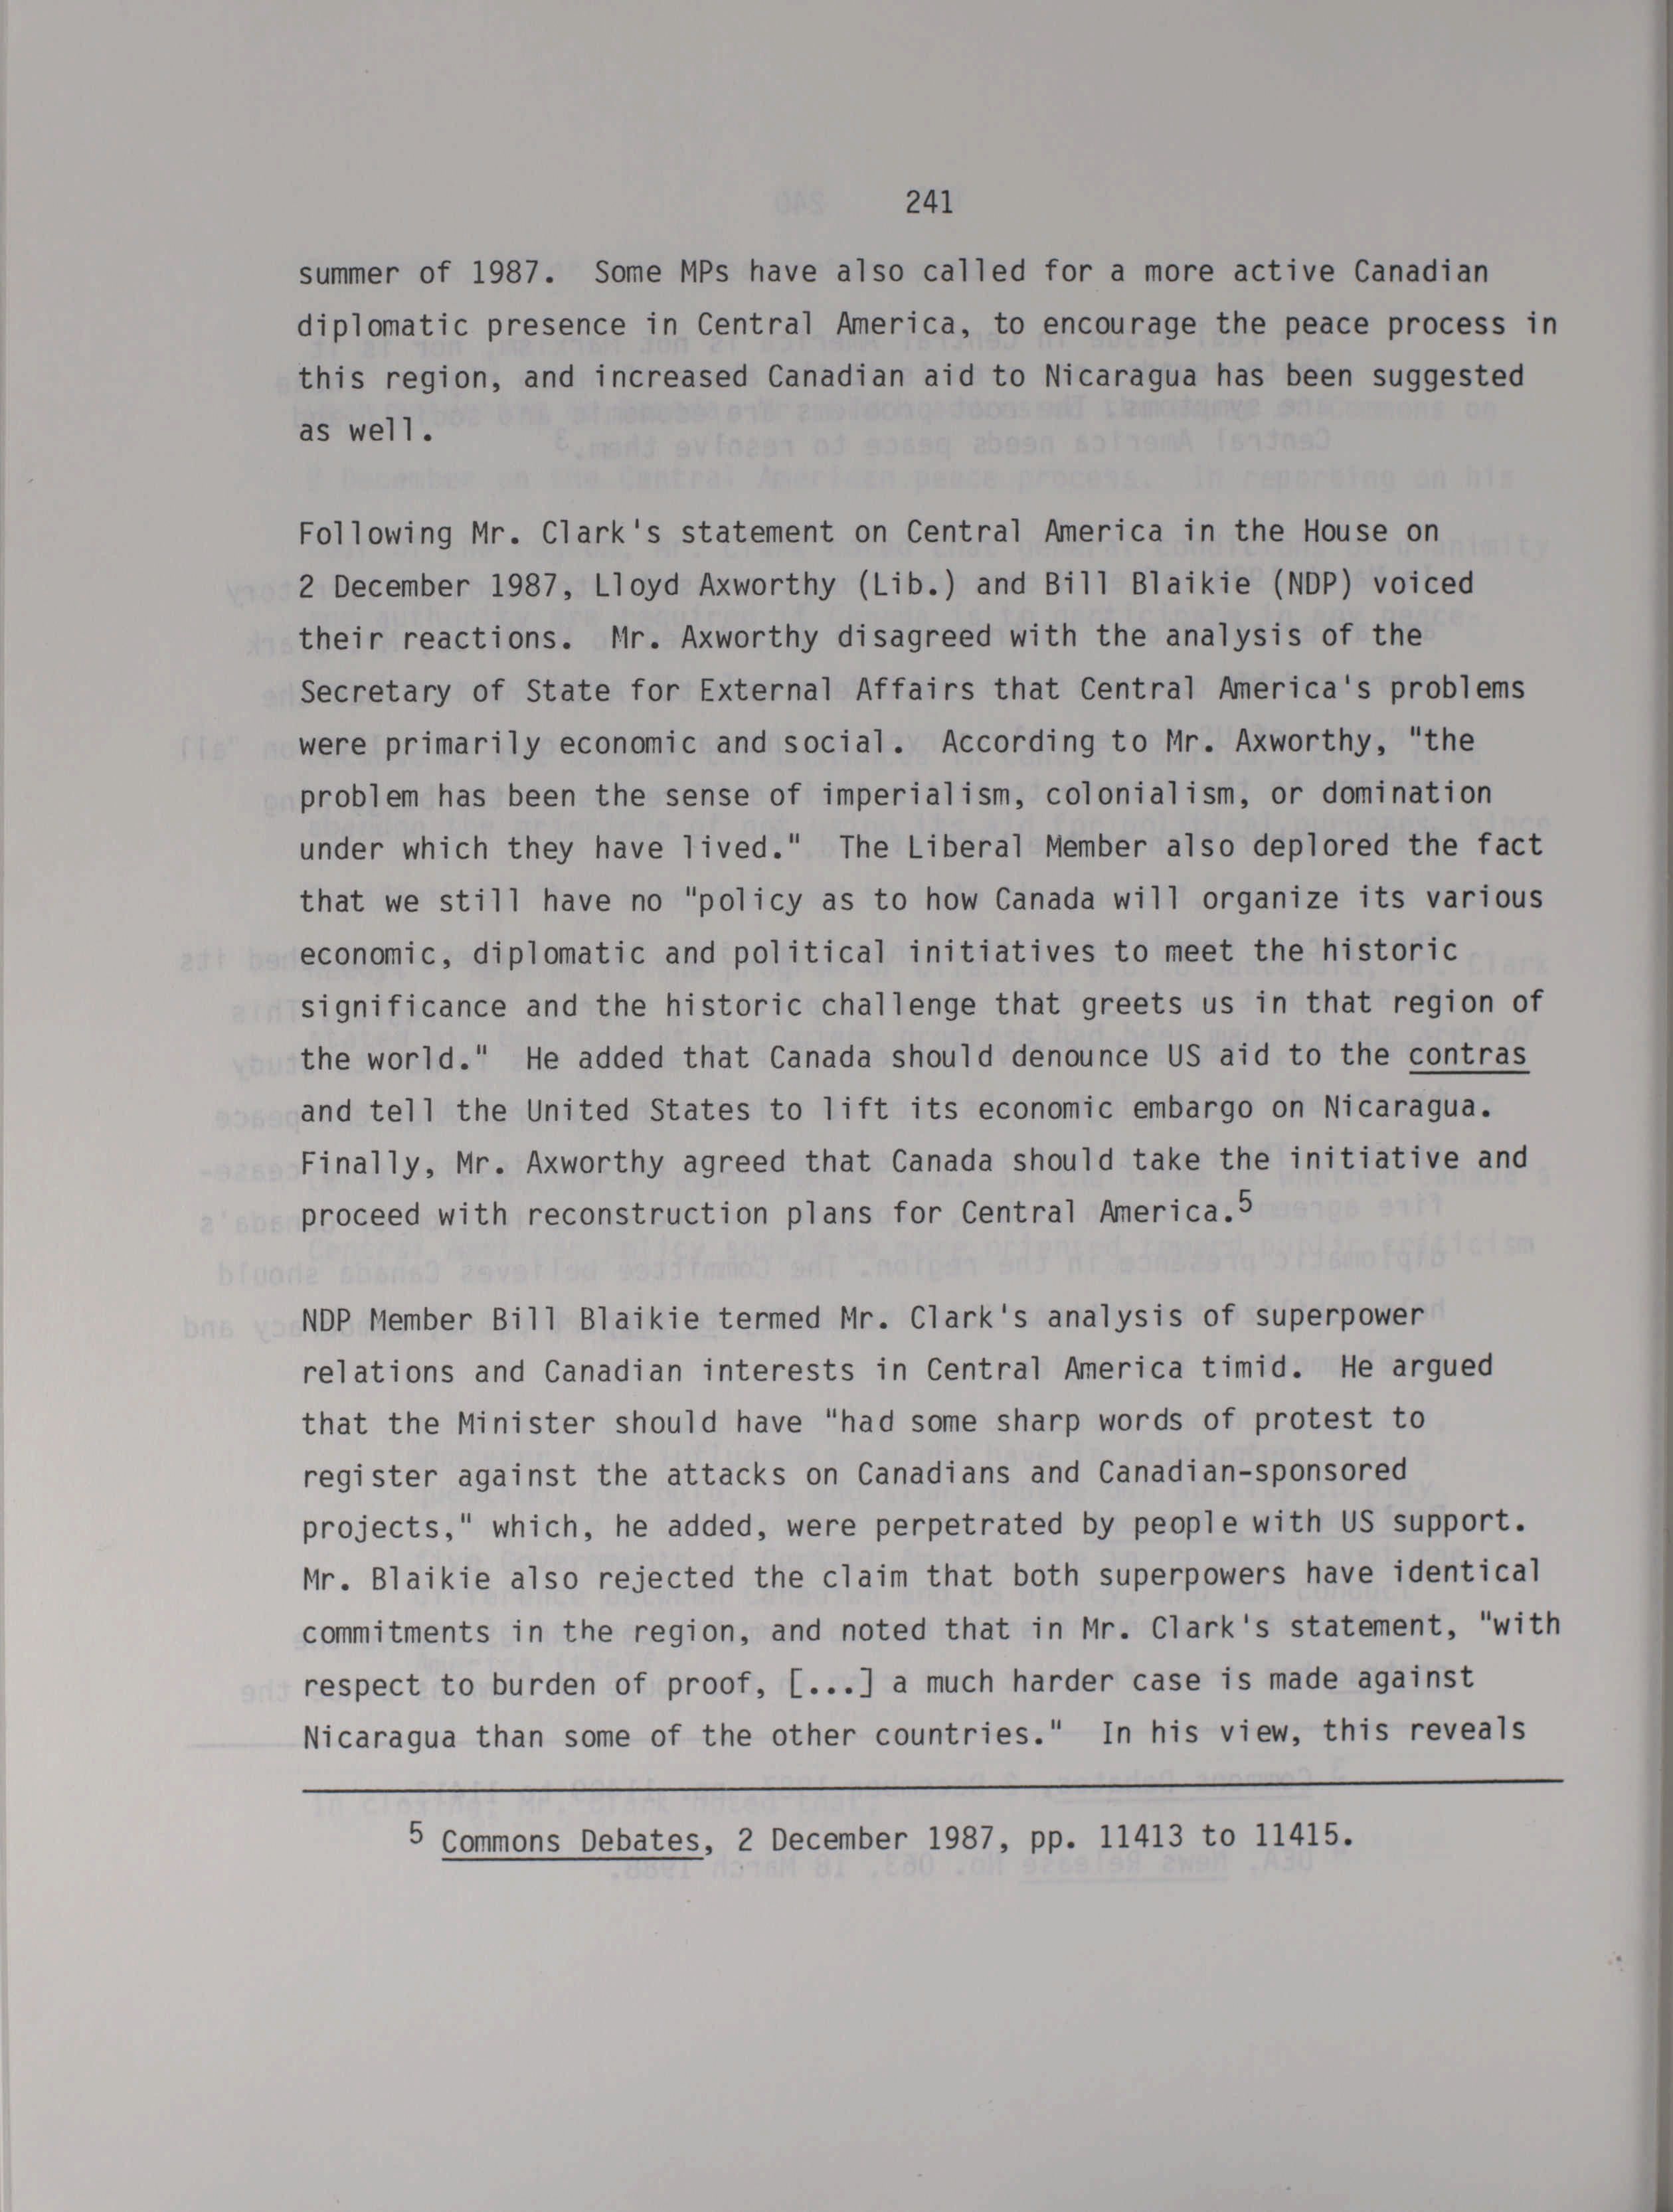 241
summer of 1987. Some MPs have also called for a more active Canadian
diplomatic presence in Central America, to encourage the peace process in
this region, and increased Canadian aid to Nicaragua has been suggested
as well.
Following Mr. Clark's statement on Central America in the House on
2 December 1987, Lloyd Axworthy (Lib.) and Bill Blaikie (NDP) voiced
their reactions. Mr. Axworthy disagreed with the analysis of the
Secretary of State for External Affairs that Central America's problems
were primarily economic and social. According to Mr. Axworthy, "the
problem has been the sense of imperialism, colonialism, or domination
under which they have lived." The Liberal Member also deplored the fact
that we still have no "policy as to how Canada will organize its various
economic, diplomatic and political initiatives to meet the historic
significance and the historic challenge that greets us in that region of
the world." He added that Canada should denounce US aid to the contras
and tell the United States to lift its economic embargo on Nicaragua.
Finally, Mr. Axworthy agreed that Canada should take the initiative and
proceed with reconstruction plans for Central America.5
NDP Member Bill Blaikie termed Mr. Clark's analysis of superpower
relations and Canadian interests in Central America timid. He argued
that the Minister should have "had some sharp words of protest to
register against the attacks on Canadians and Canadian-sponsored
projects," which, he added, were perpetrated by people with US support.
Mr. Blaikie also rejected the claim that both superpowers have identical
commitments in the region, and noted that in Mr. Clark's statement, "with
respect to burden of proof, [...] a much harder case is made against
Nicaragua than some of the other countries." In his view, this reveals
5 Commons Debates, 2 December 1987, pp. 11413 to 11415.